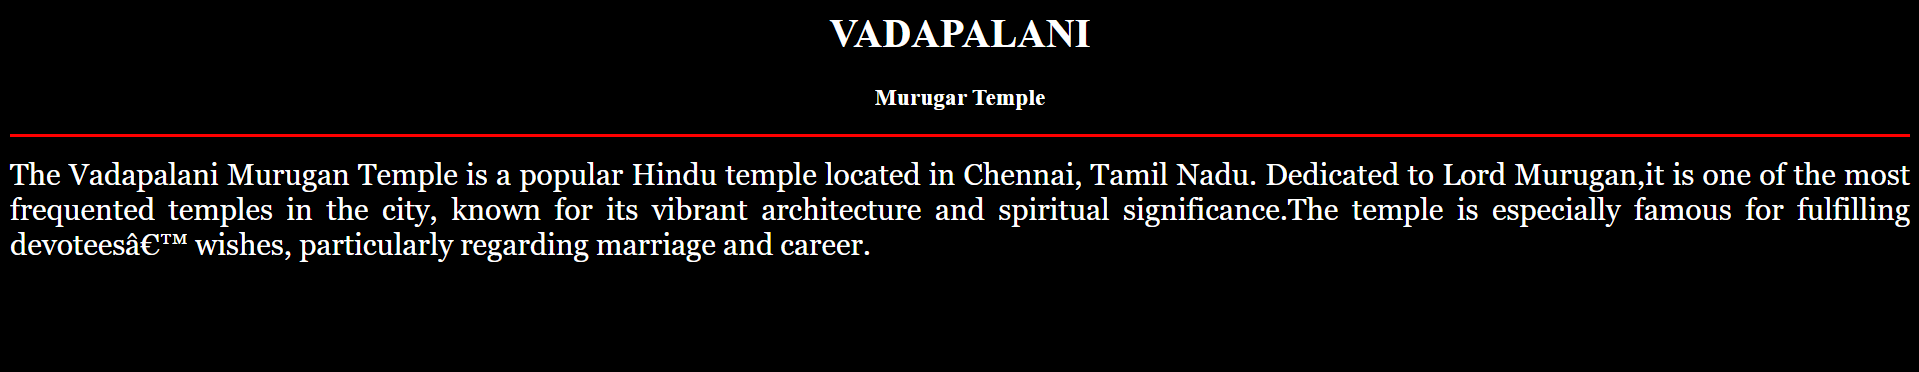 VADAPALANI
Murugar Temple
The Vadapalani Murugan Temple is a popular Hindu temple located in Chennai, Tamil Nadu. Dedicated to Lord Murugan,it is one of the most
frequented temples in the city, known for its vibrant architecture and spiritual significance.The temple is especially famous for fulfilling
devoteesâ€™ wishes, particularly regarding marriage and career.